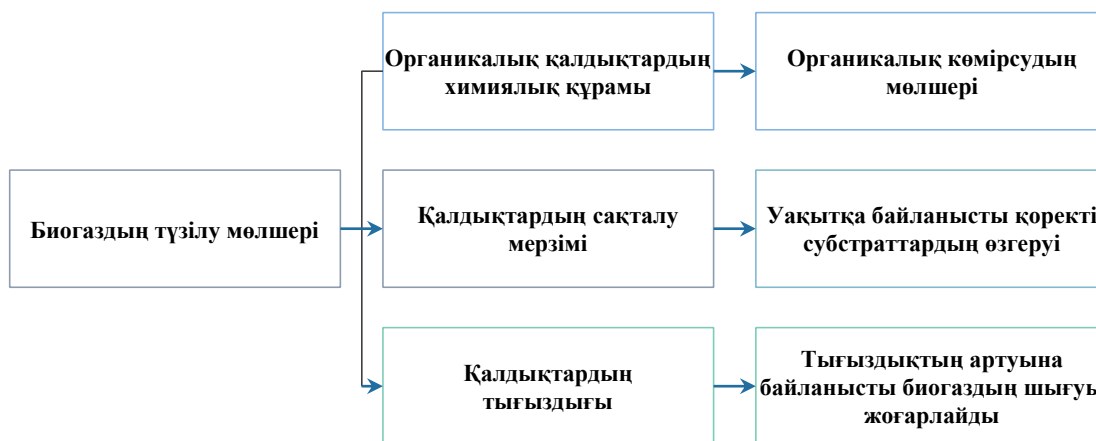 Органикалық қалдықтардың
химиялық құрамы
Органикалық көмірсудың
мөлшері
Биогаздың түзілу мөлшері
Қалдықтардың сақталу
мерзімі
Уақытқа байланысты қоректі
субстраттардың өзгеруі
Қалдықтардың
тығыздығы
Тығыздықтың артуына
байланысты биогаздың шығуы
жоғарлайды